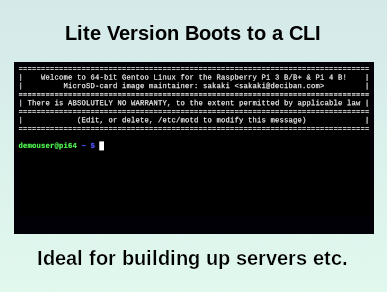 Lite Version Boots to a CLI
===============================================================================
|    Welcome to 64-bit Gentoo Linux for the Raspberry Pi 3 B/B+ & Pi 4 B!    |
|         MicroSD-card image maintainer: sakaki <sakaki@deciban.com>         |
===============================================================================
| There is ABSOLUTELY NO WARRANTY, to the extent permitted by applicable law |
===============================================================================
|            (Edit, or delete, /etc/motd to modify this message)             |
===============================================================================
demouser@pi64 ~ $
Ideal for building up servers etc.